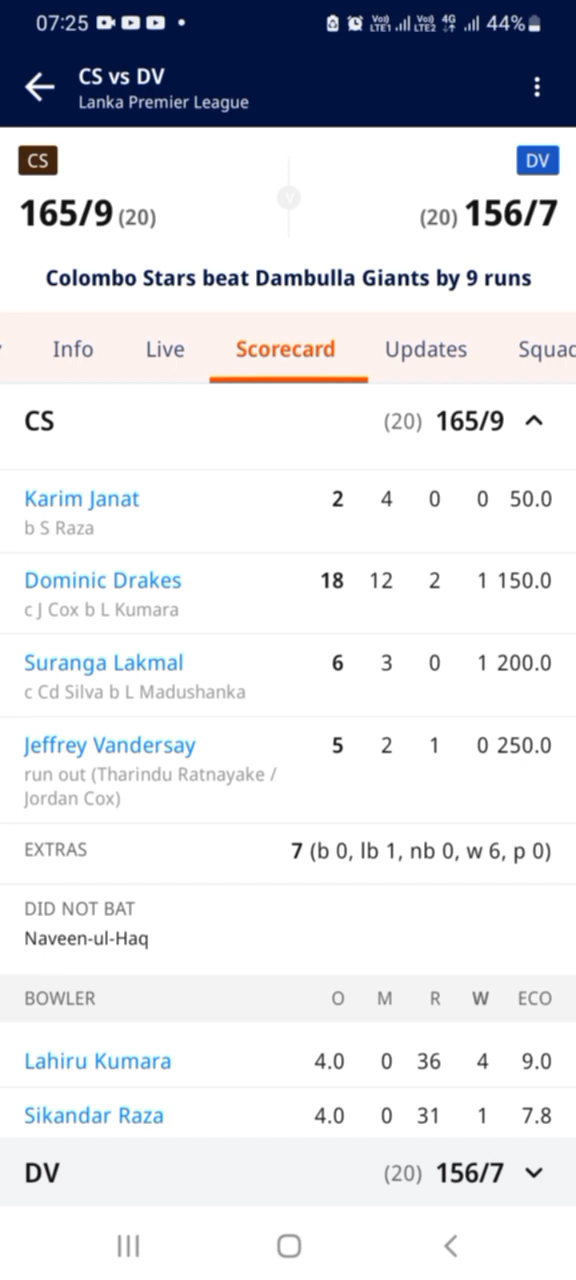 07:25 Vo) LTE1 Vo) LTE2 4G 44%
CS vs DV
Lanka Premier League
CS DV
165/9 (20) V (20) 156/7
Colombo Stars beat Dambulla Giants by 9 runs
Info Live Scorecard Updates Squad
CS (20) 165/9
Karim Janat 2 4 0 0 50.0
b S Raza
Dominic Drakes 18 12 2 1 150.0
c J Cox b L Kumara
Suranga Lakmal 6 3 0 1 200.0
c Cd Silva b L Madushanka
Jeffrey Vandersay 5 2 1 0 250.0
run out (Tharindu Ratnayake /
Jordan Cox)
EXTRAS 7 (b 0, lb 1, nb 0, w 6, p 0)
DID NOT BAT
Naveen-ul-Haq
BOWLER O M R W ECO
Lahiru Kumara 4.0 0 36 4 9.0
Sikandar Raza 4.0 0 31 1 7.8
DV (20) 156/7